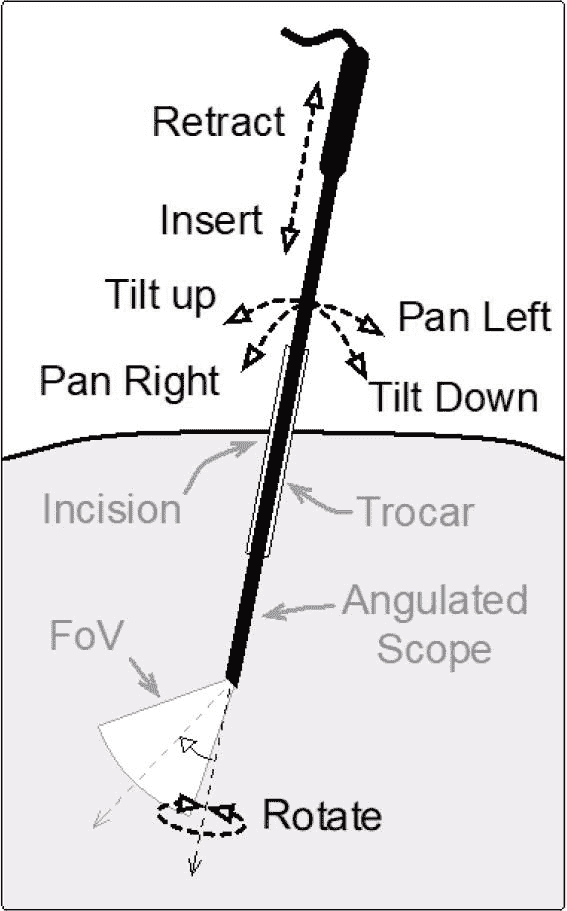 Retract
Insert
Tilt up
Pan Left
Pan Right
Tilt Down
Incision
Trocar
Angulated
Scope
FoV
Rotate